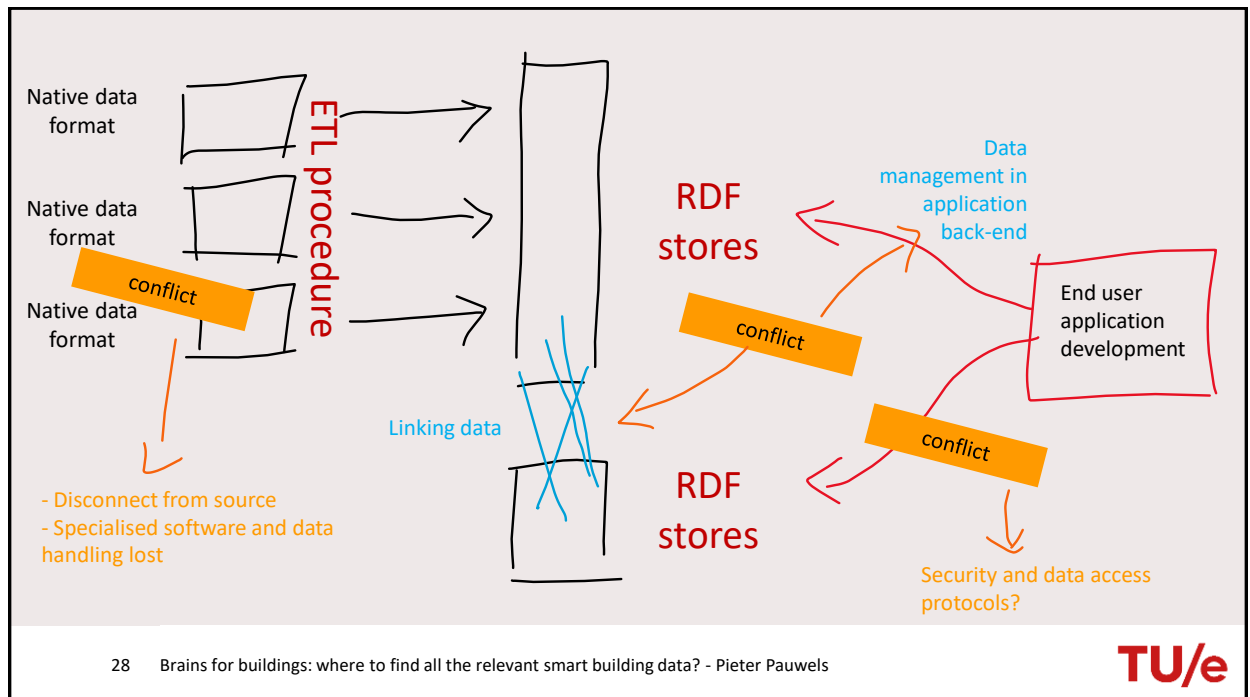 Native data
format
Native data
format
conflict
Native data
format
ETL procedure
- Disconnect from source
- Specialised software and data
handling lost
Linking data
RDF
stores
RDF
stores
conflict
Data
management in
application
back-end
End user
application
development
conflict
Security and data access
protocols?
28 Brains for buildings: where to find all the relevant smart building data? - Pieter Pauwels
TU/e